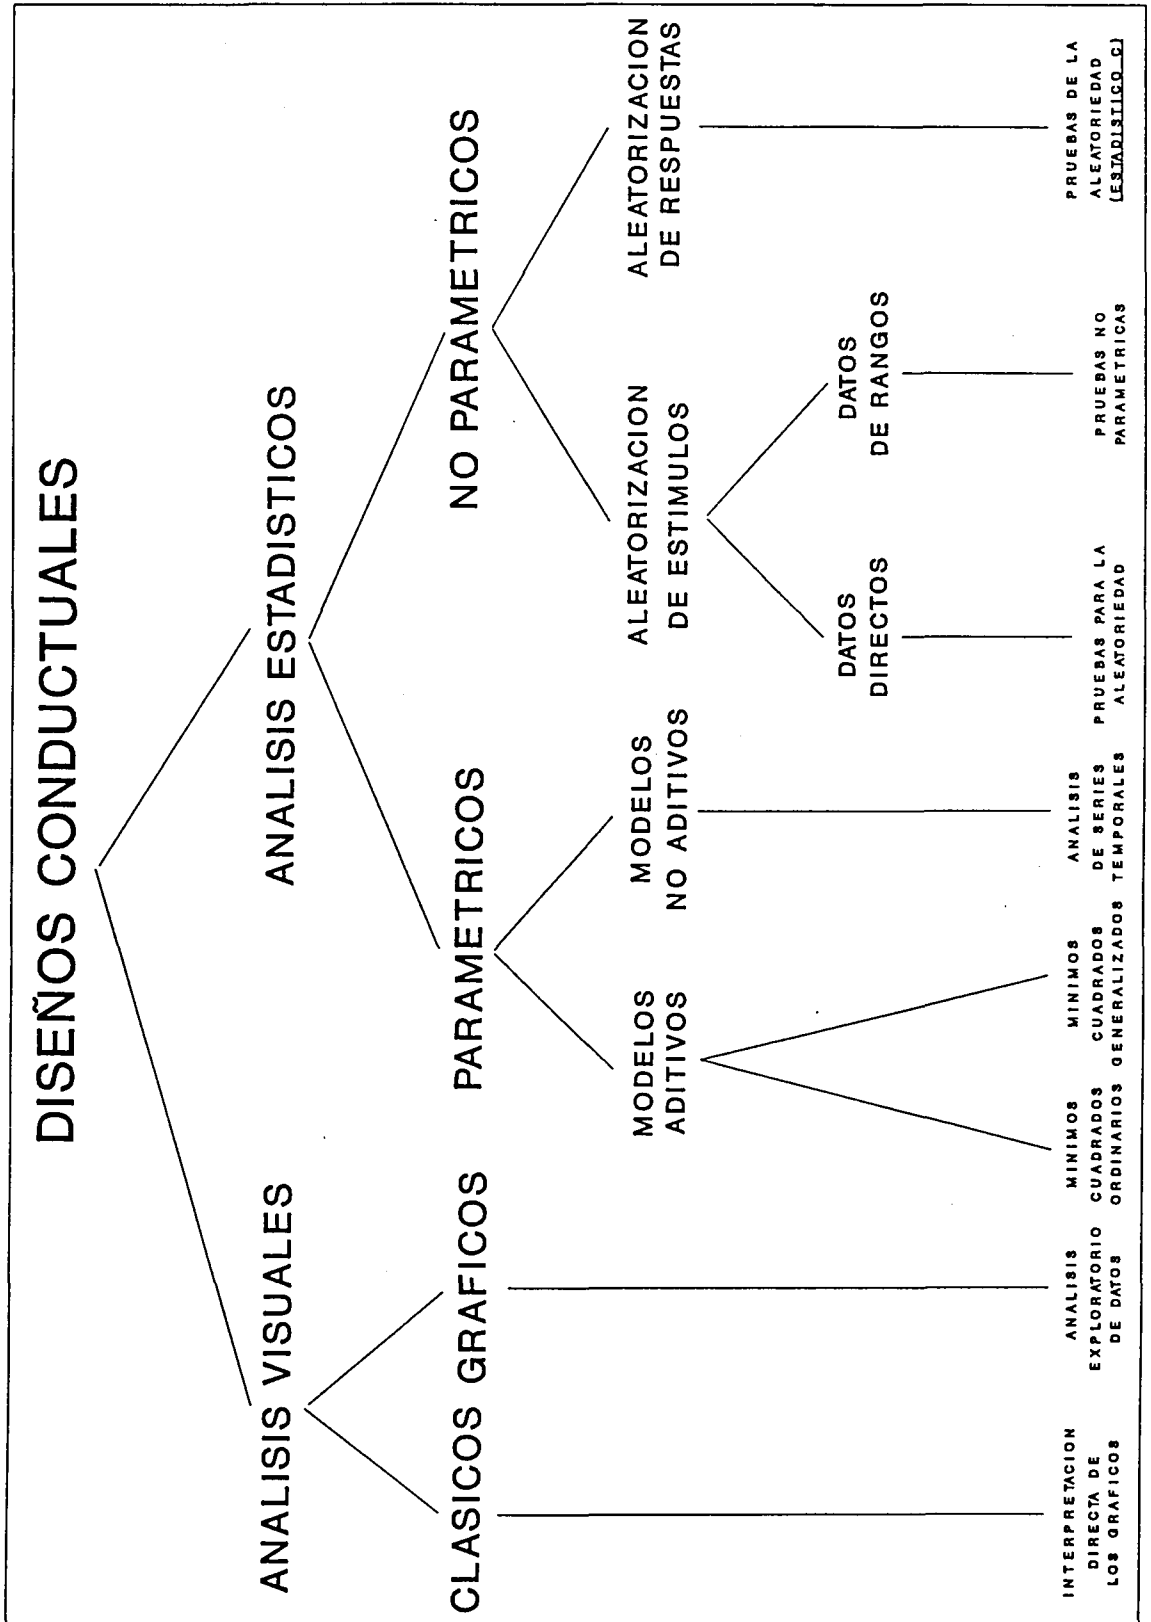 DISEÑOS CONDUCTUALES
ANALISIS VISUALES
ANALISIS ESTADISTICOS
CLASICOS
GRAFICOS
PARAMETRICOS
NO PARAMETRICOS
MODELOS
ADITIVOS
MODELOS
NO ADITIVOS
ALEATORIZACION
DE ESTIMULOS
ALEATORIZACION
DE RESPUESTAS
DATOS
DIRECTOS
DATOS
DE RANGOS
INTERPRETACION
DIRECTA DE
LOS GRAFICOS
ANALISIS
EXPLORATORIO
DE DATOS
MINIMOS
CUADRADOS
ORDINARIOS
MINIMOS
CUADRADOS
GENERALIZADOS
ANALISIS
DE SERIES
TEMPORALES
PRUEBAS PARA LA
ALEATORIEDAD
PRUEBAS NO
PARAMETRICAS
PRUEBAS DE LA
ALEATORIEDAD
(ESTADISTICO C)